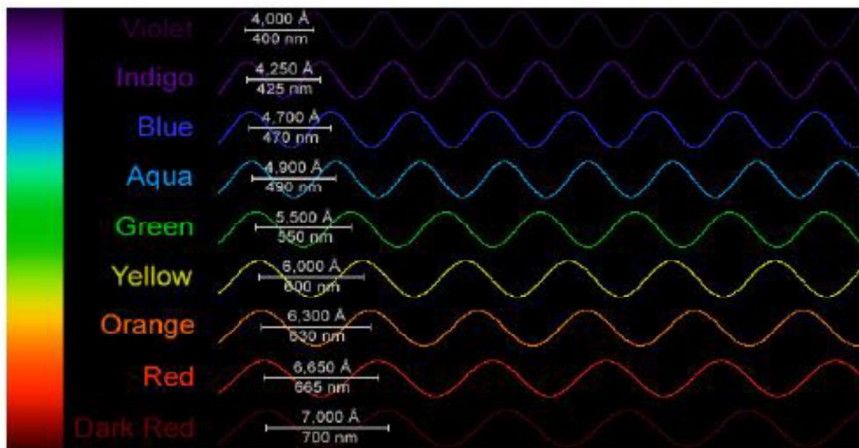 Violet
4,000 Å
400 nm
Indigo
4,250 Å
425 nm
Blue
4,700 Å
470 nm
Aqua
4,900 Å
490 nm
Green
5,500 Å
550 nm
Yellow
6,000 Å
600 nm
Orange
6,300 Å
630 nm
Red
6,650 Å
665 nm
Dark Red
7,000 Å
700 nm